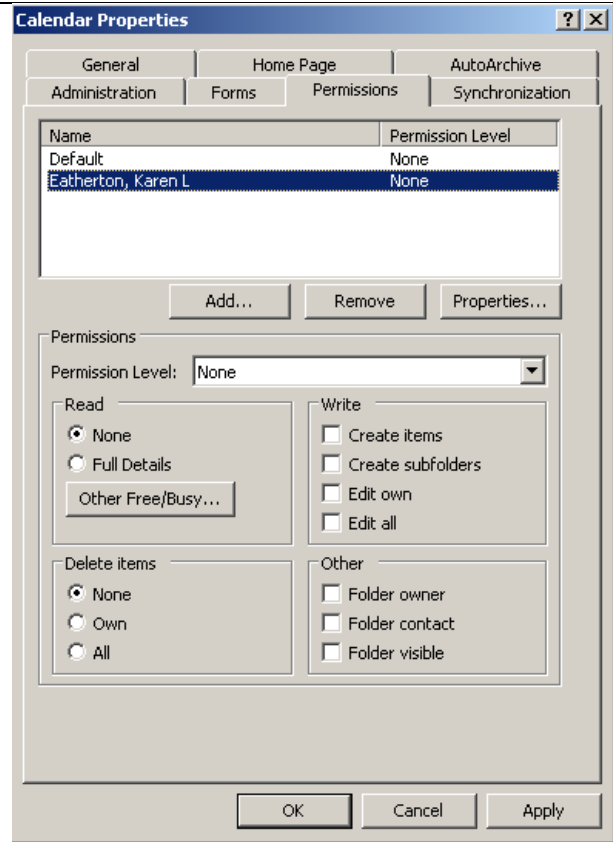 Calendar Properties
General Home Page AutoArchive
Administration Forms Permissions Synchronization
Name Permission Level
Default None
Eatherton, Karen L None
Add... Remove Properties...
Permissions
Permission Level: None
Read
None
Full Details
Other Free/Busy...
Write
Create items
Create subfolders
Edit own
Edit all
Delete items
None
Own
All
Other
Folder owner
Folder contact
Folder visible
OK Cancel Apply